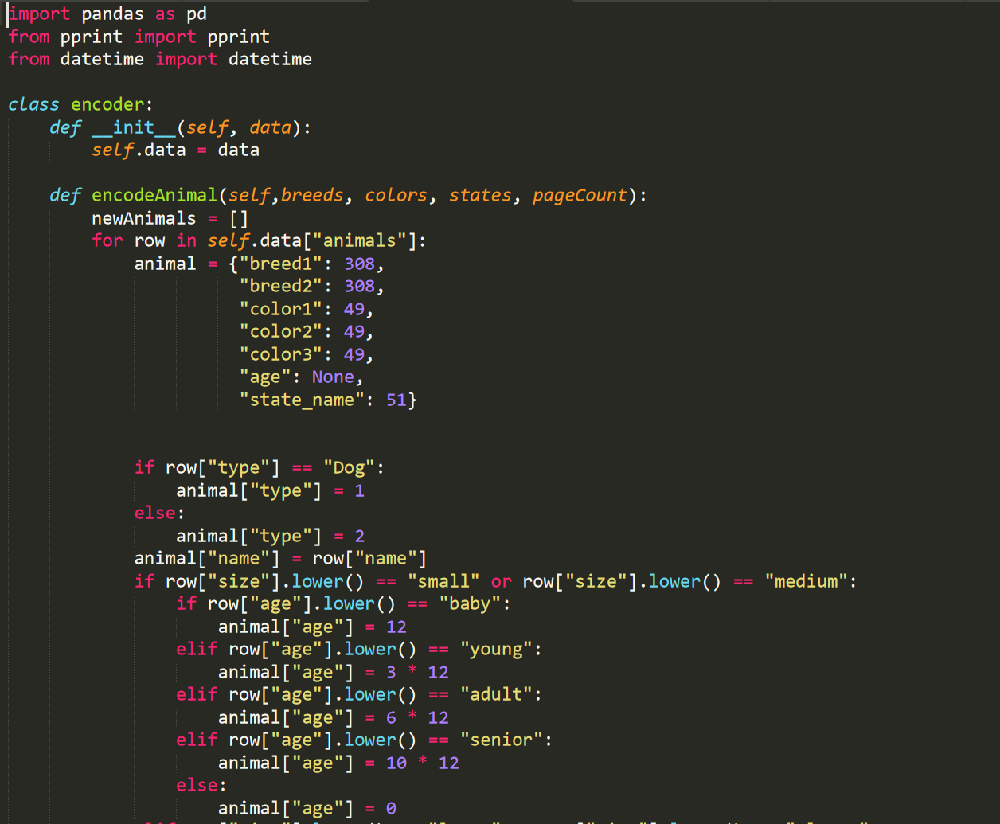 import pandas as pd
from pprint import pprint
from datetime import datetime
class encoder:
    def __init__(self, data):
        self.data = data
    def encodeAnimal(self,breeds, colors, states, pageCount):
        newAnimals = []
        for row in self.data["animals"]:
            animal = {"breed1": 308,
                      "breed2": 308,
                      "color1": 49,
                      "color2": 49,
                      "color3": 49,
                      "age": None,
                      "state_name": 51}
            if row["type"] == "Dog":
                animal["type"] = 1
            else:
                animal["type"] = 2
            animal["name"] = row["name"]
            if row["size"].lower() == "small" or row["size"].lower() == "medium":
                if row["age"].lower() == "baby":
                    animal["age"] = 12
                elif row["age"].lower() == "young":
                    animal["age"] = 3 * 12
                elif row["age"].lower() == "adult":
                    animal["age"] = 6 * 12
                elif row["age"].lower() == "senior":
                    animal["age"] = 10 * 12
                else:
                    animal["age"] = 0